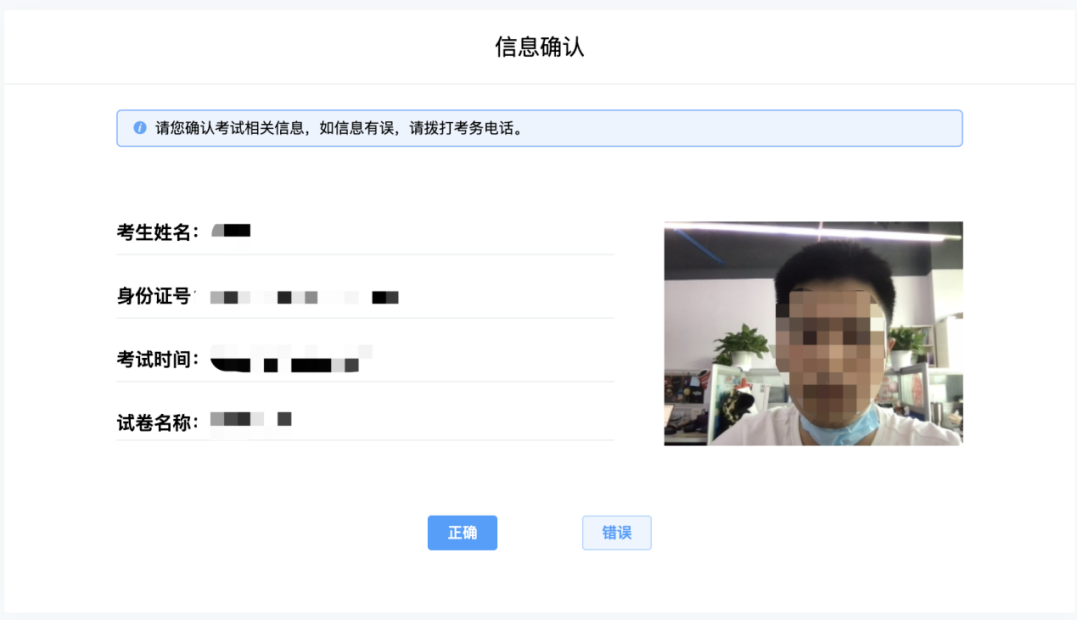 信息确认
请您确认考试相关信息，如信息有误，请拨打考务电话。
考生姓名：
身份证号
考试时间：
试卷名称：
正确
错误